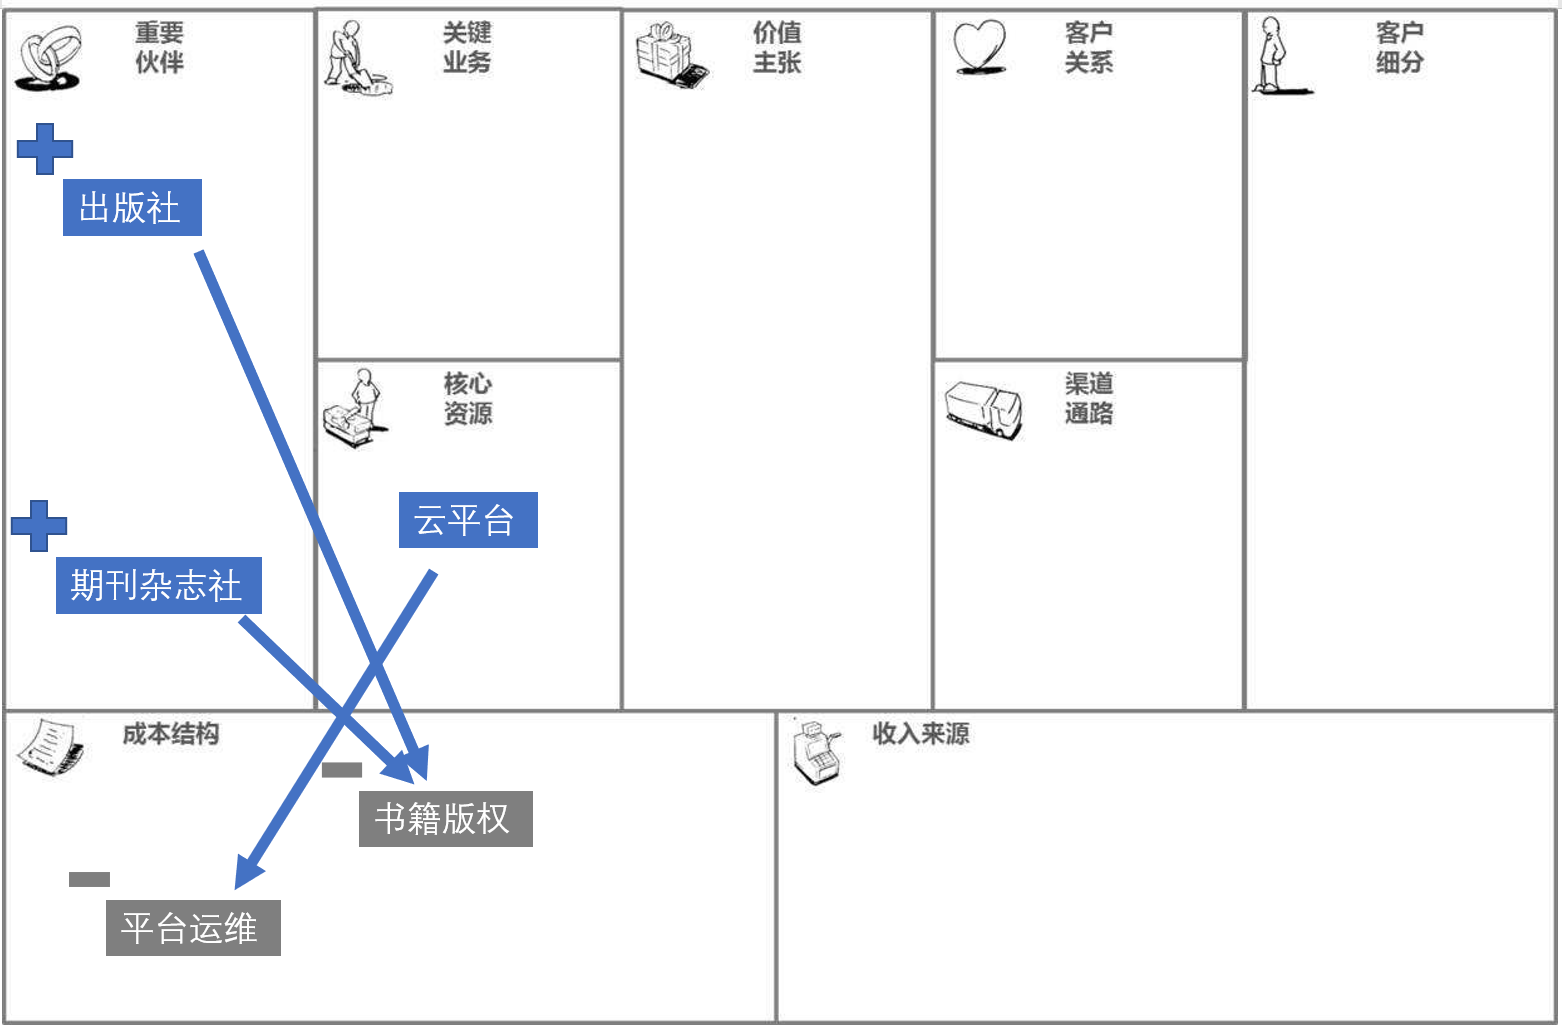 重要
伙伴
关键
业务
价值
主张
客户
关系
客户
细分
出版社
核心
资源
渠道
通路
云平台
期刊杂志社
成本结构
收入来源
书籍版权
平台运维